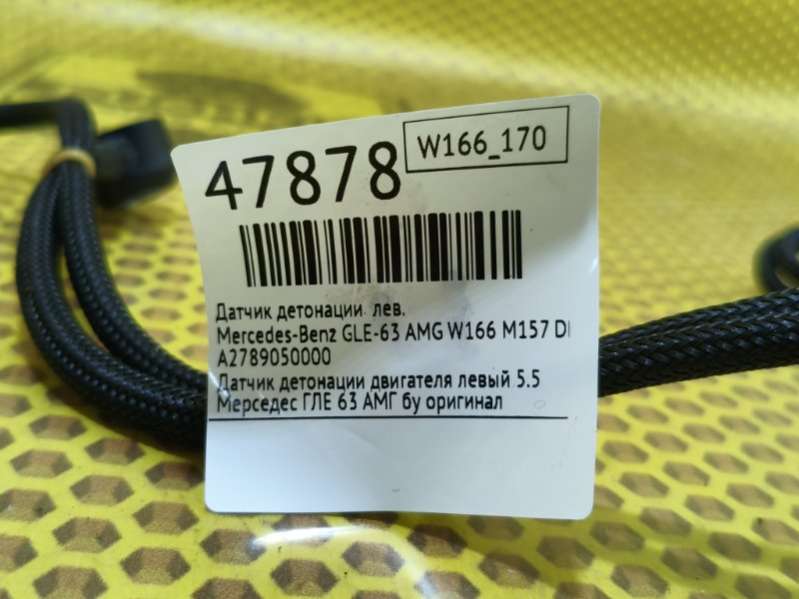 47878
W166_170
Датчик детонации лев.
Mercedes-Benz GLE-63 AMG W166 M157
A2789050000
Датчик детонации двигателя левый 5.5
Мерседес ГЛЕ 63 АМГ бу оригинал